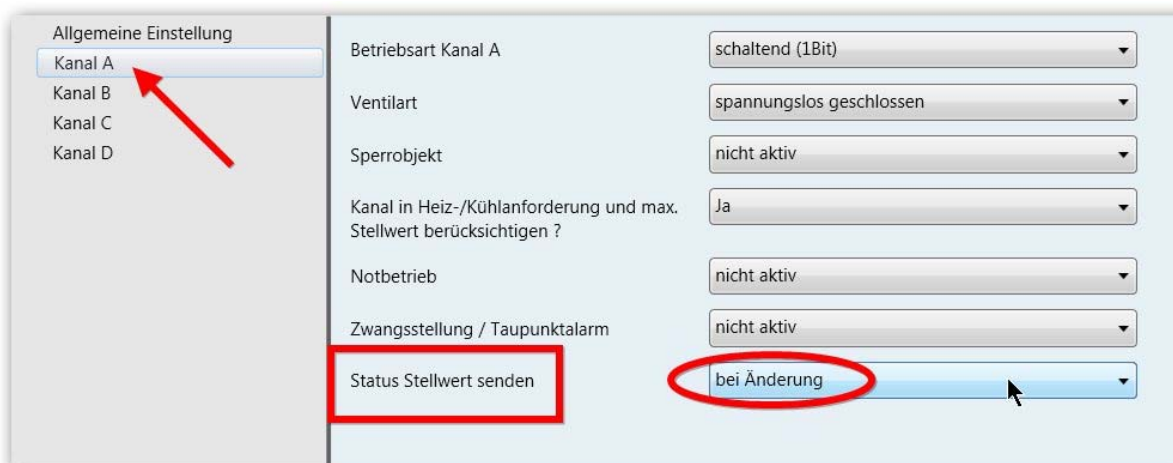 Allgemeine Einstellung
Kanal A
Kanal B
Kanal C
Kanal D
Betriebsart Kanal A
schaltend (1Bit)
Ventilart
spannungslos geschlossen
Sperrobjekt
nicht aktiv
Kanal in Heiz-/Kühlanforderung und max.
Stellwert berücksichtigen ?
Ja
Notbetrieb
nicht aktiv
Zwangsstellung / Taupunktalarm
nicht aktiv
Status Stellwert senden
bei Änderung